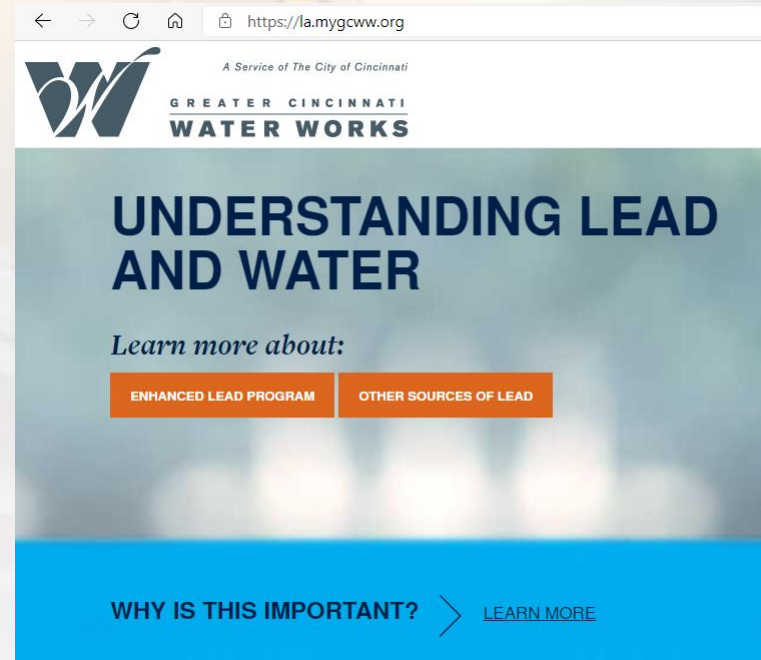 https://la.mygcww.org
A Service of The City of Cincinnati
GREATER CINCINNATI
WATER WORKS
UNDERSTANDING LEAD
AND WATER
Learn more about:
ENHANCED LEAD PROGRAM OTHER SOURCES OF LEAD
WHY IS THIS IMPORTANT? LEARN MORE